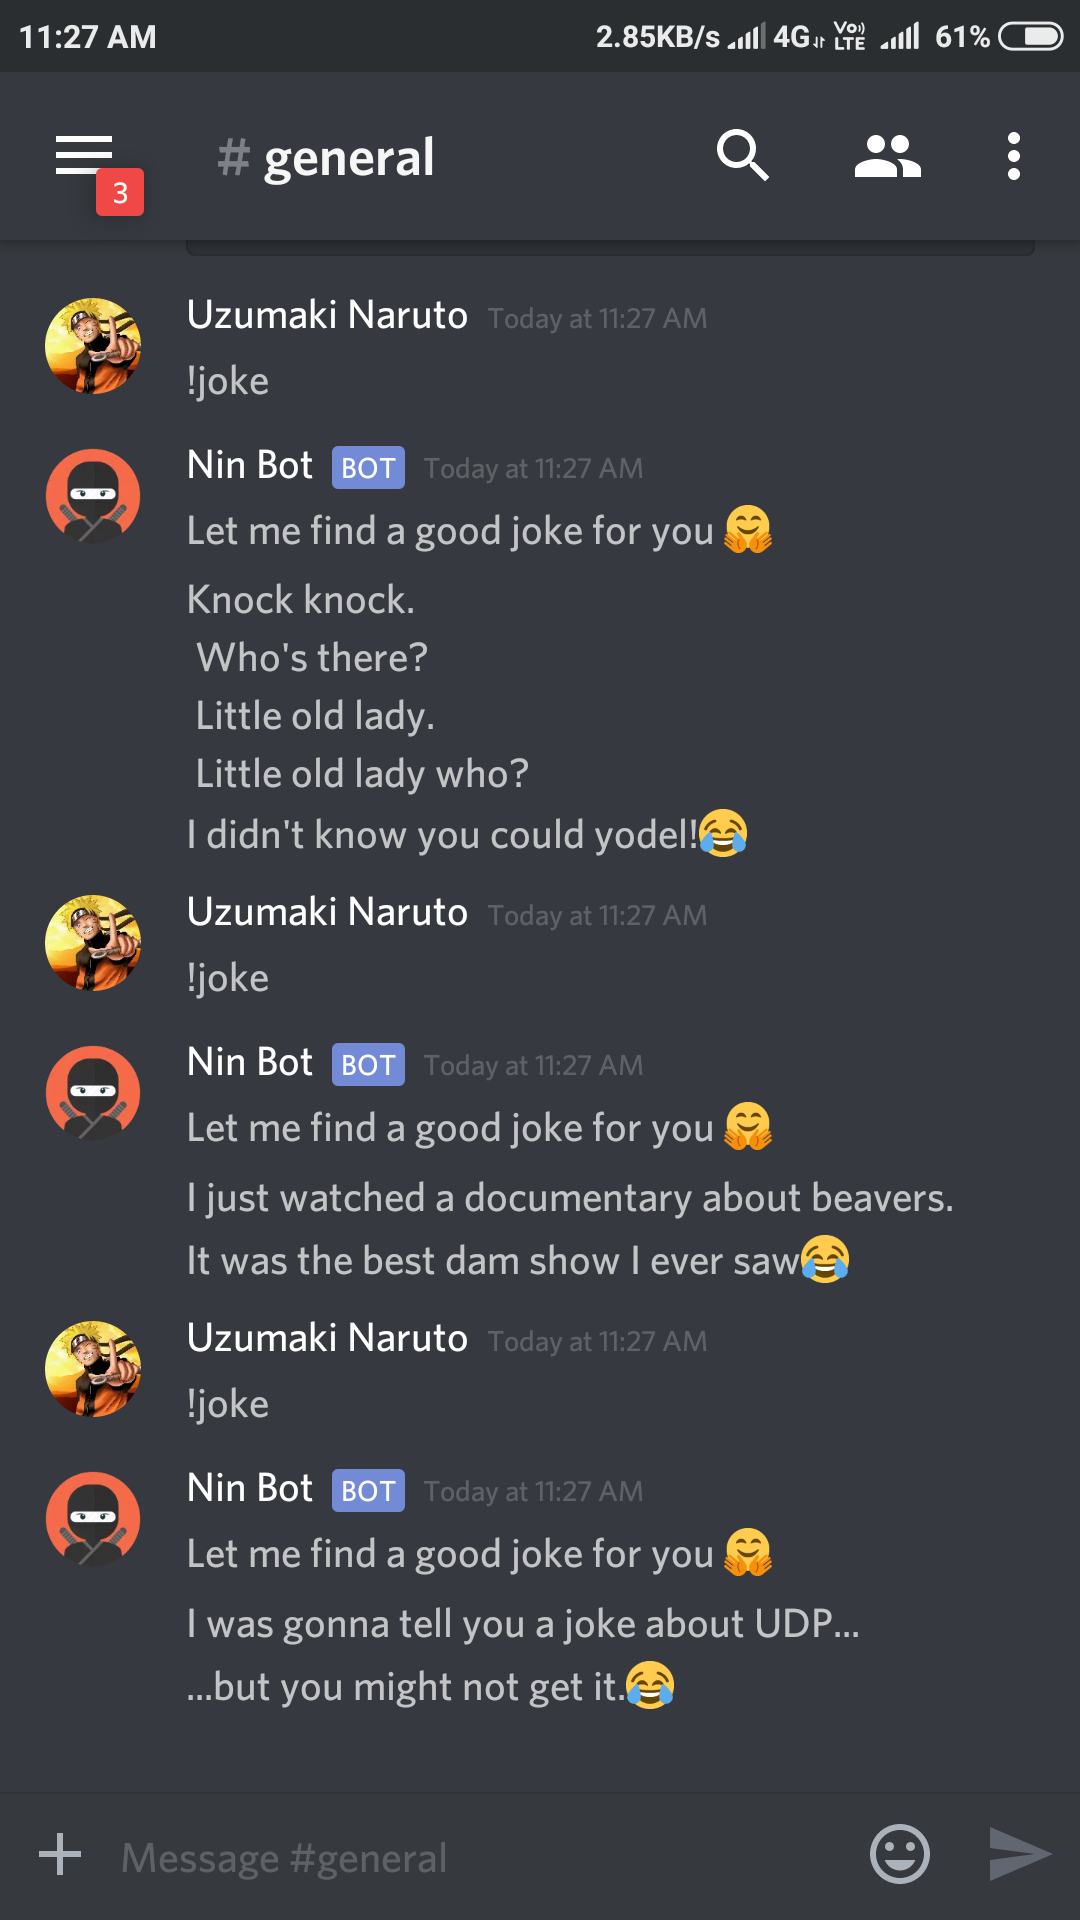 11:27 AM 2.85KB/s 4G Vo)) LTE 61%
3
# general
Uzumaki Naruto Today at 11:27 AM
!joke
Nin Bot BOT Today at 11:27 AM
Let me find a good joke for you 🤗
Knock knock.
Who's there?
Little old lady.
Little old lady who?
I didn't know you could yodel!😂
Uzumaki Naruto Today at 11:27 AM
!joke
Nin Bot BOT Today at 11:27 AM
Let me find a good joke for you 🤗
I just watched a documentary about beavers.
It was the best dam show I ever saw😂
Uzumaki Naruto Today at 11:27 AM
!joke
Nin Bot BOT Today at 11:27 AM
Let me find a good joke for you 🤗
I was gonna tell you a joke about UDP...
...but you might not get it.😂
Message #general